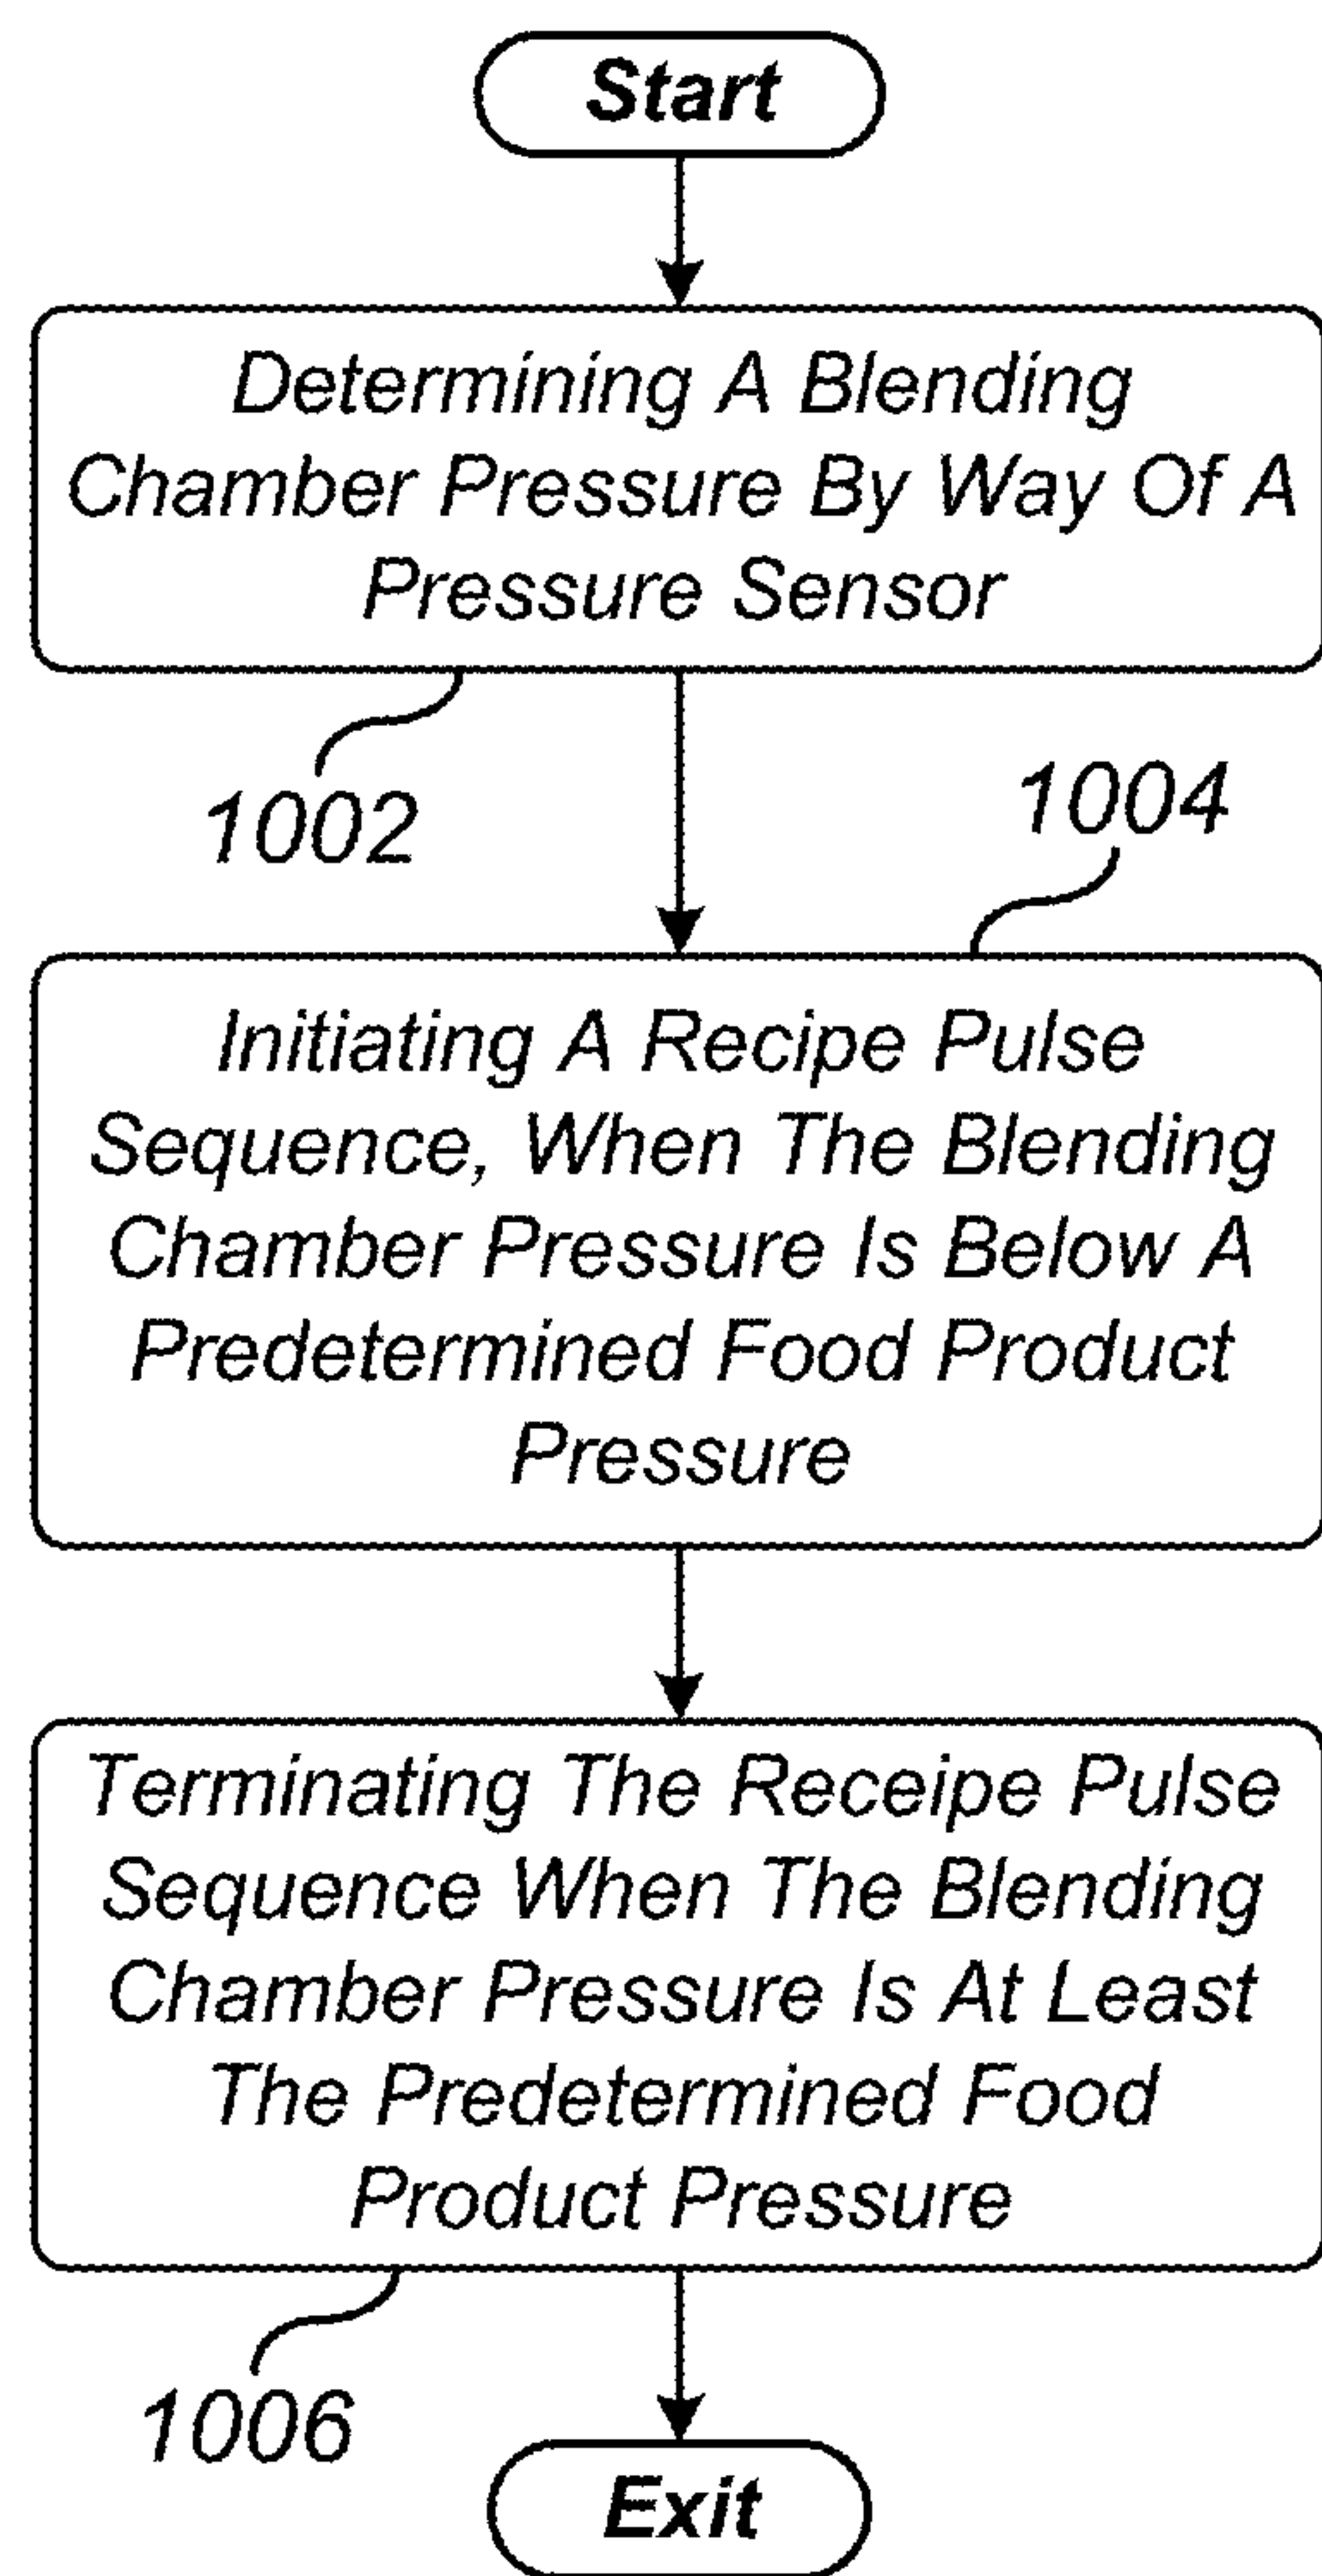 Start
Determining A Blending
Chamber Pressure By Way Of A
Pressure Sensor
1002
1004
Initiating A Recipe Pulse
Sequence, When The Blending
Chamber Pressure Is Below A
Predetermined Food Product
Pressure
Terminating The Receipe Pulse
Sequence When The Blending
Chamber Pressure Is At Least
The Predetermined Food
Product Pressure
1006
Exit